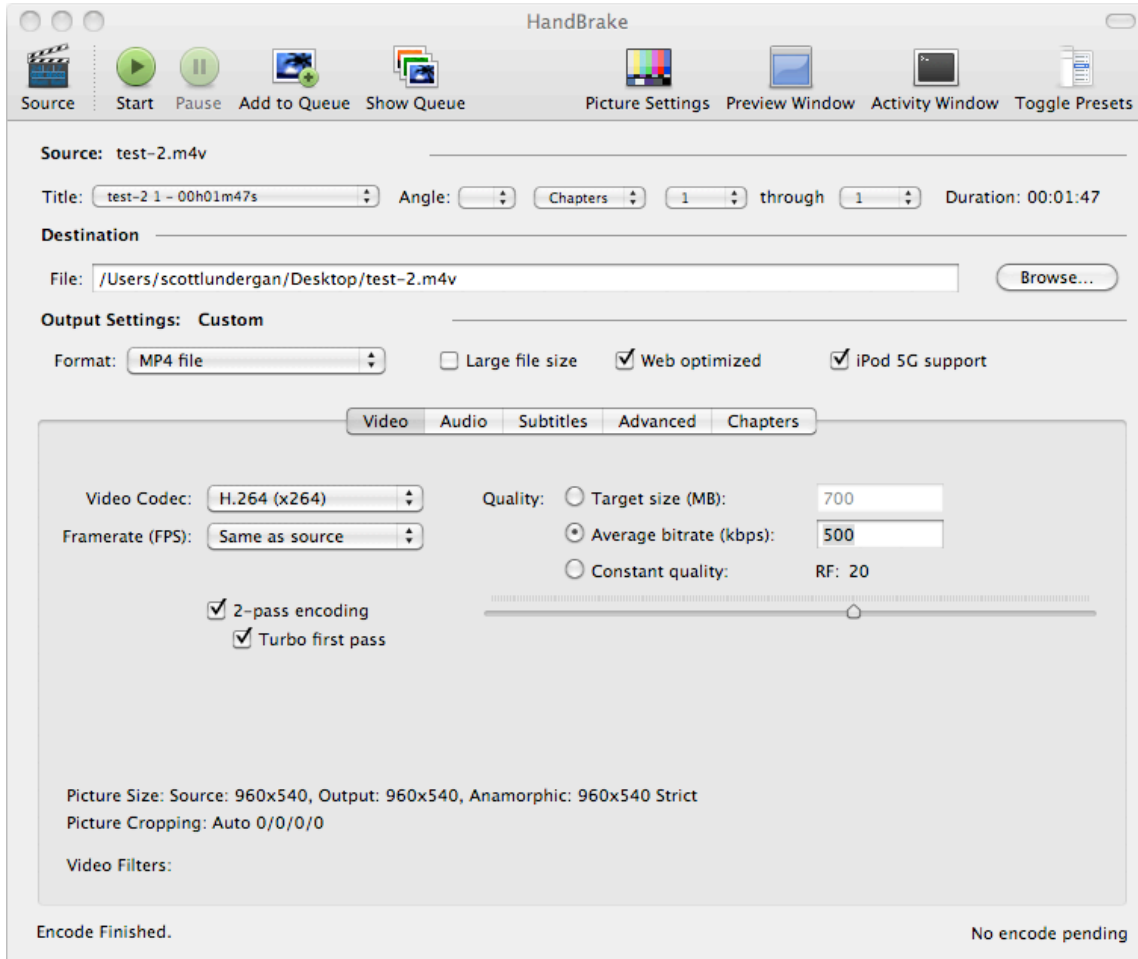 HandBrake
Source Start Pause Add to Queue Show Queue Picture Settings Preview Window Activity Window Toggle Presets
Source: test-2.m4v
Title: test-2 1 - 00h01m47s Angle: Chapters 1 through 1 Duration: 00:01:47
Destination
File: /Users/scottlundergan/Desktop/test-2.m4v Browse...
Output Settings: Custom
Format: MP4 file Large file size Web optimized iPod 5G support
Video Audio Subtitles Advanced Chapters
Video Codec: H.264 (x264) Quality: Target size (MB): 700
Framerate (FPS): Same as source Average bitrate (kbps): 500
Constant quality: RF: 20
2-pass encoding
Turbo first pass
Picture Size: Source: 960x540, Output: 960x540, Anamorphic: 960x540 Strict
Picture Cropping: Auto 0/0/0/0
Video Filters:
Encode Finished. No encode pending